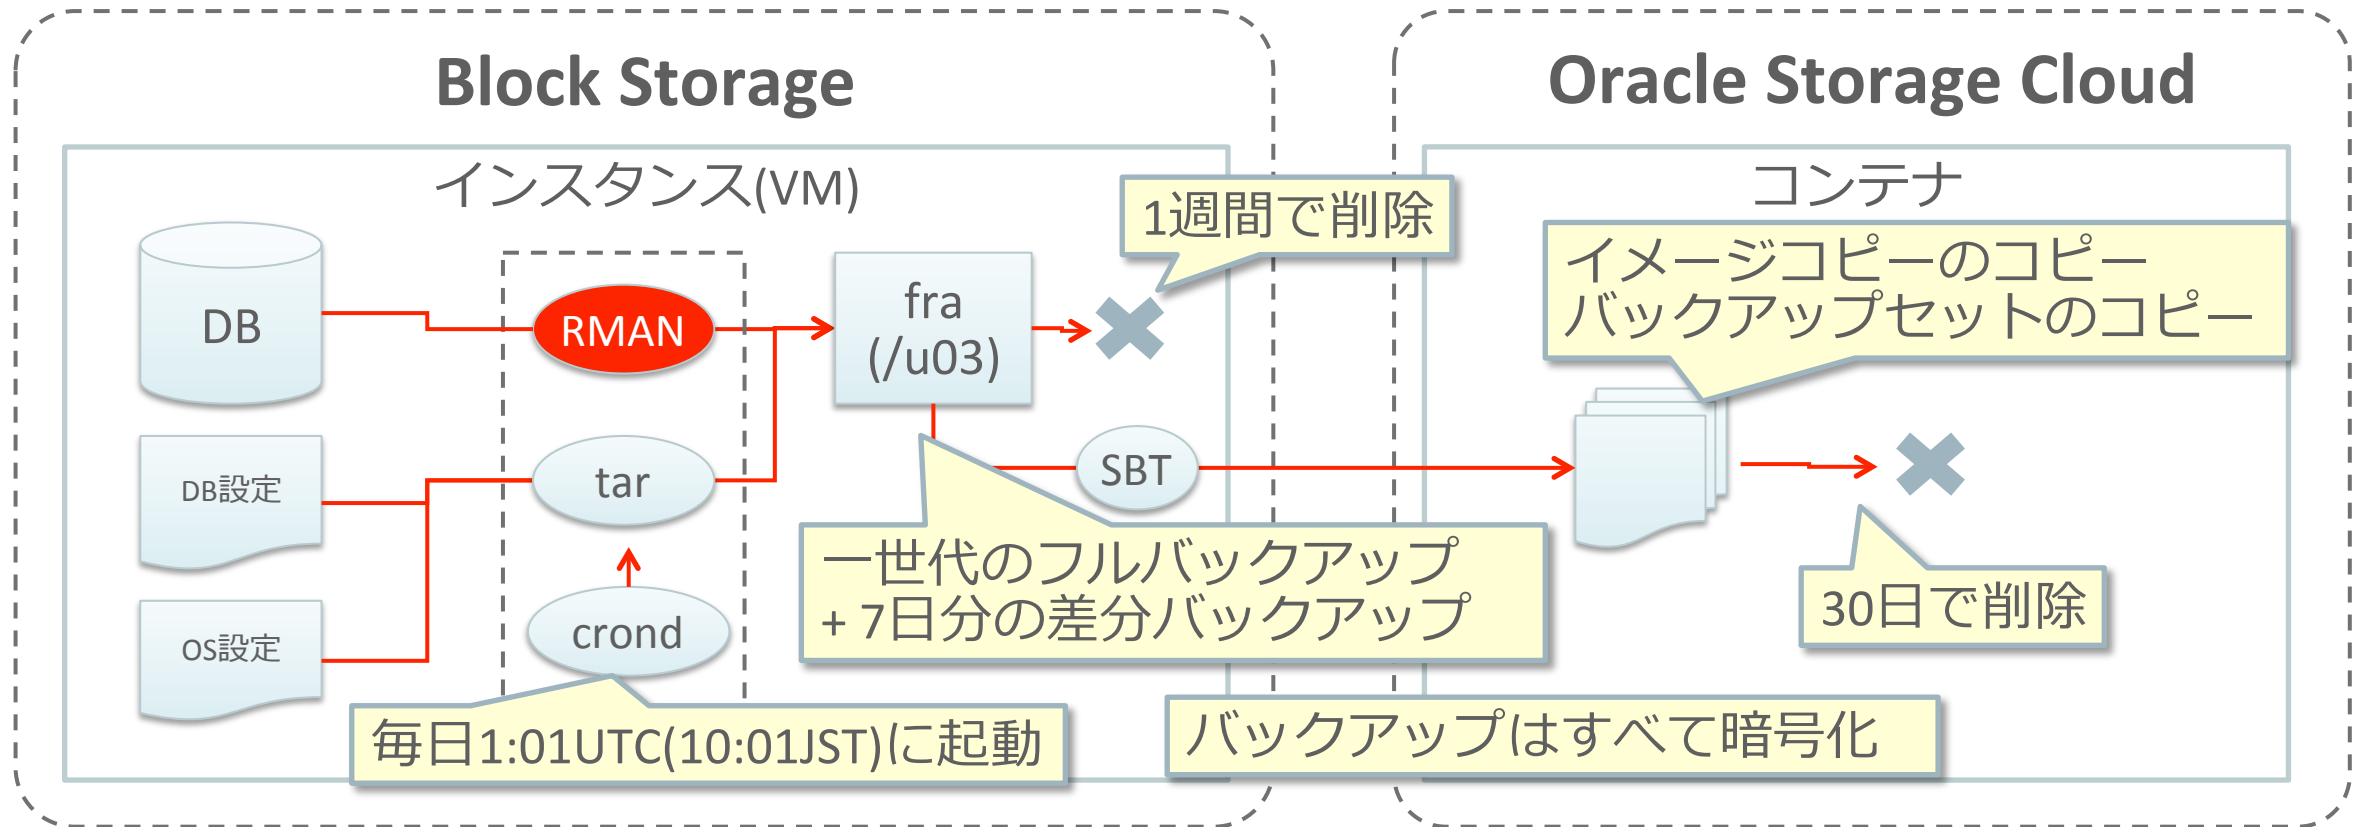 Block Storage
Oracle Storage Cloud
インスタンス(VM)
コンテナ
1週間で削除
イメージコピーのコピー
バックアップセットのコピー
DB
RMAN
fra
(/u03)
DB設定
tar
SBT
一世代のフルバックアップ
+ 7日分の差分バックアップ
30日で削除
OS設定
crond
毎日1:01UTC(10:01JST)に起動
バックアップはすべて暗号化